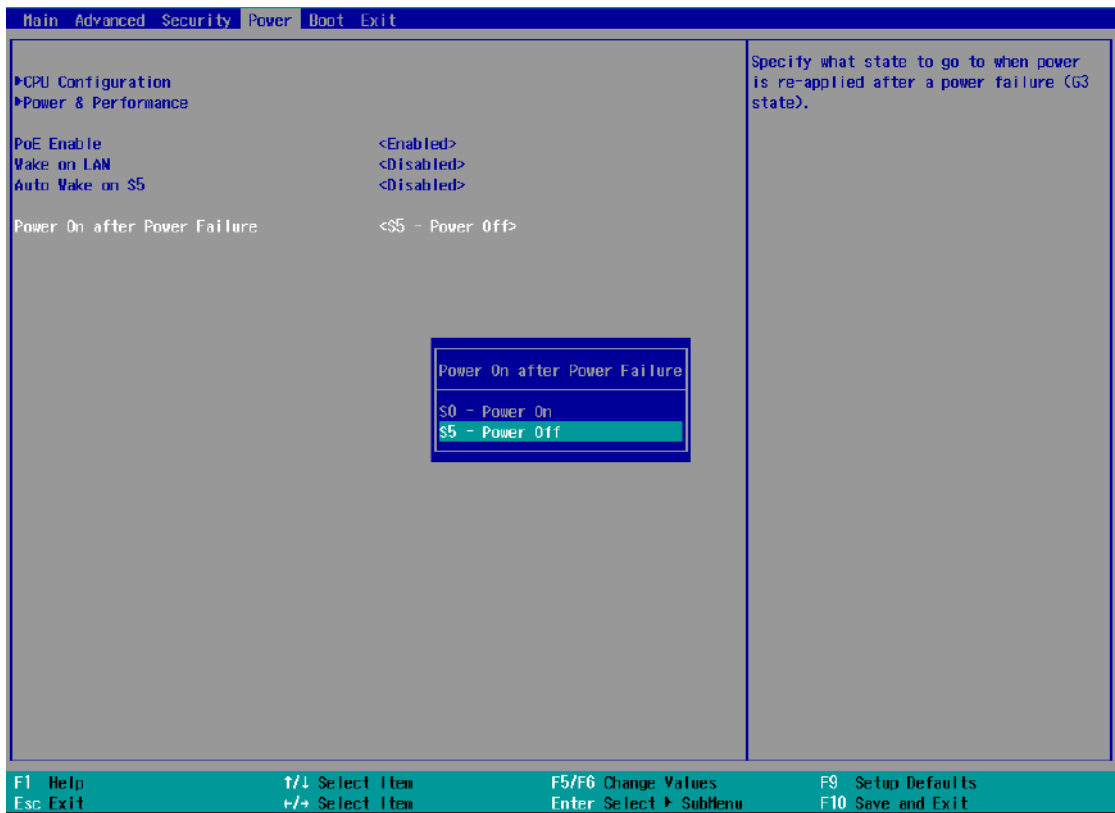 Main Advanced Security Power Boot Exit
►CPU Configuration
►Power & Performance
PoE Enable <Enabled>
Wake on LAN <Disabled>
Auto Wake on S5 <Disabled>
Power On after Power Failure <S5 - Power Off>
Specify what state to go to when power
is re-applied after a power failure (G3
state).
Power On after Power Failure
S0 - Power On
S5 - Power Off
F1 Help ↑/↓ Select Item F5/F6 Change Values F9 Setup Defaults
Esc Exit ←/→ Select Item Enter Select ► SubMenu F10 Save and Exit